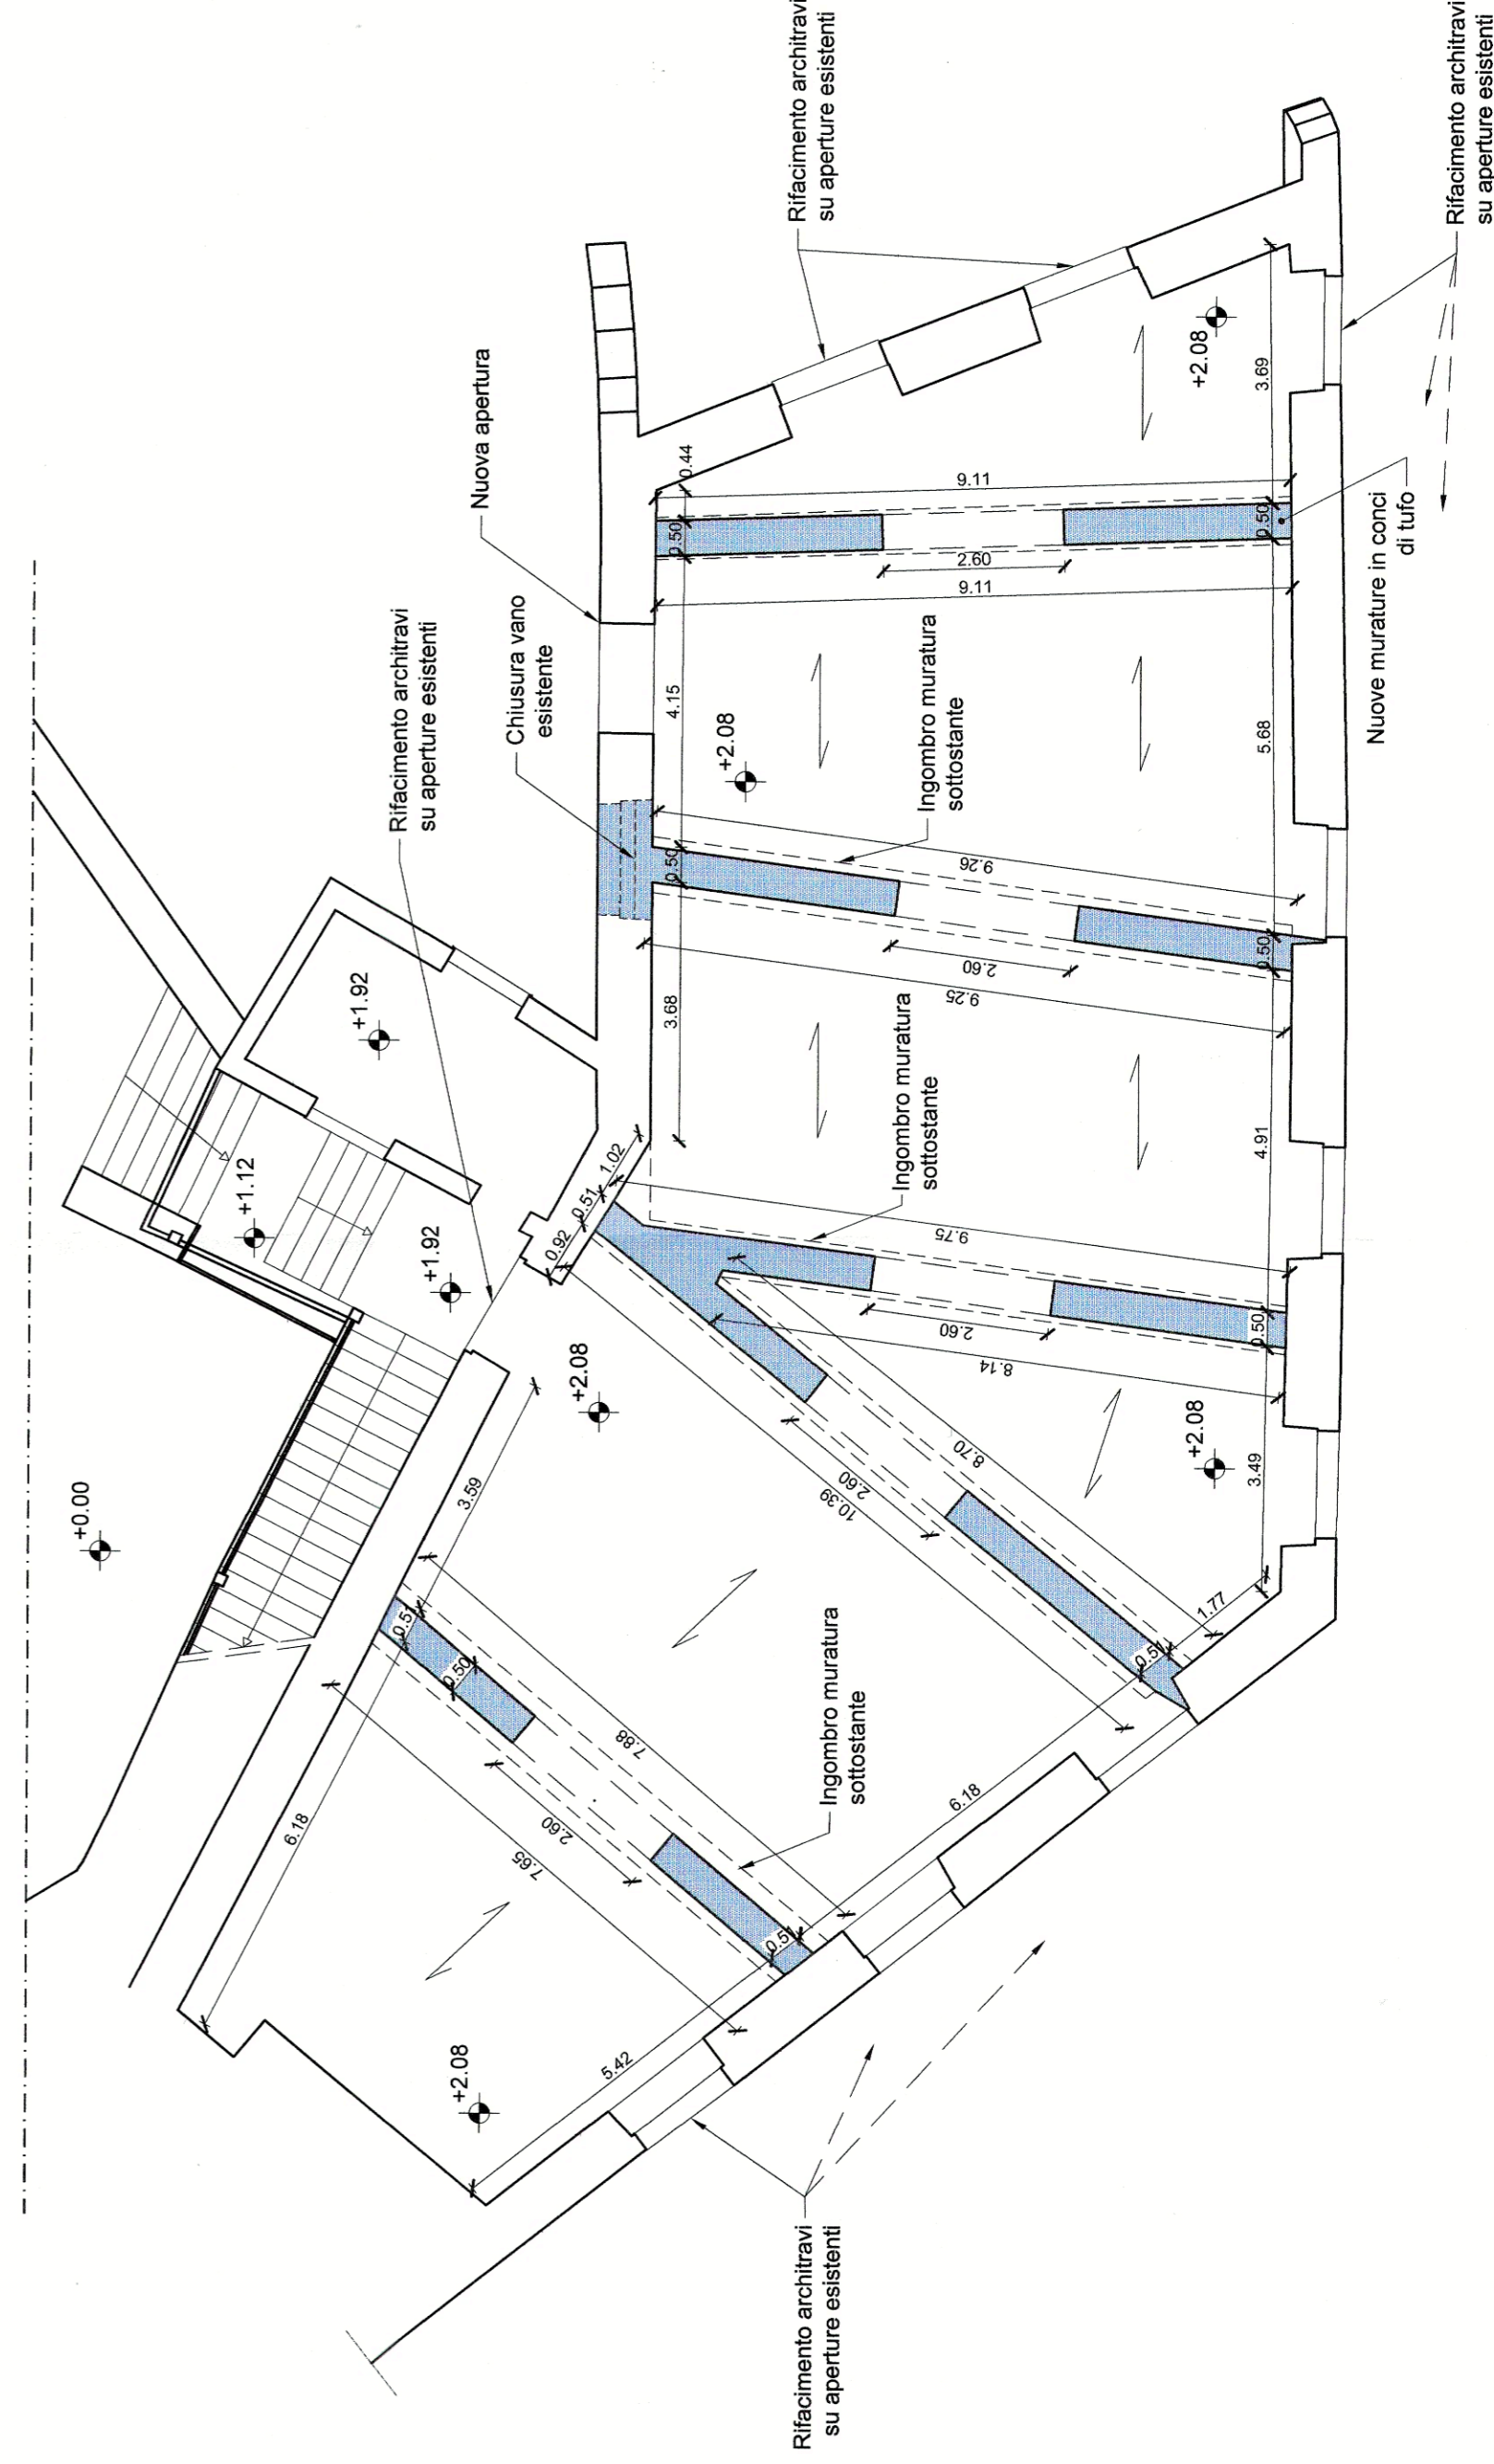 Rifacimento architravi
su aperture esistenti
Rifacimento architravi
su aperture esistenti
Nuova apertura
Rifacimento architravi
su aperture esistenti
Chiusura vano
esistente
Nuove murature in conci
di tufo
Ingombro muratura
sottostante
Ingombro muratura
sottostante
Ingombro muratura
sottostante
Rifacimento architravi
su aperture esistenti
+0.00
+1.12
+1.92
+1.92
+2.08
+2.08
+2.08
+2.08
+2.08
0.44
9.11
3.69
0.50
0.50
2.60
9.11
4.15
5.68
0.50
9.26
0.50
2.60
9.25
3.68
4.91
1.02
0.51
0.92
9.75
2.60
0.50
8.14
3.49
3.59
8.70
2.60
10.39
1.77
0.51
0.51
0.50
7.88
2.60
7.65
6.18
6.18
0.51
5.42